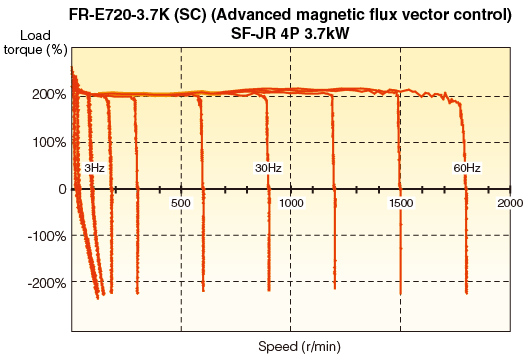 FR-E720-3.7K (SC) (Advanced magnetic flux vector control)
SF-JR 4P 3.7kW
Load
torque (%)
200%
100%
3Hz
30Hz
60Hz
0
500
1000
1500
2000
-100%
-200%
Speed (r/min)